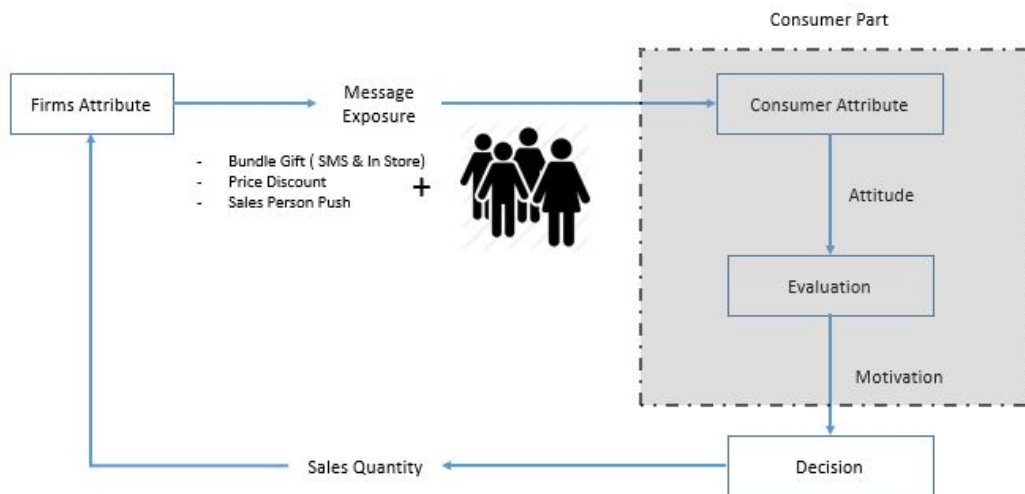 Consumer Part
Firms Attribute
Message
Exposure
Consumer Attribute
- Bundle Gift ( SMS & In Store)
- Price Discount
- Sales Person Push
+
Attitude
Evaluation
Motivation
Sales Quantity
Decision